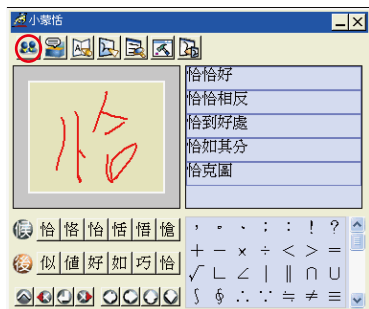 小蒙恬
恰
恰恰好
恰恰相反
恰到好處
恰如其分
恰克圖
候 恰 恪 怡 恬 悟 愴
後 似 值 好 如 巧 恰
, 。 、 ; : ! ?
+ - × ÷ < > =
√ ∟ ∠ | ∥ ∩ ∪
∫ ∮ ∴ ∵ ≒ ≠ ≡